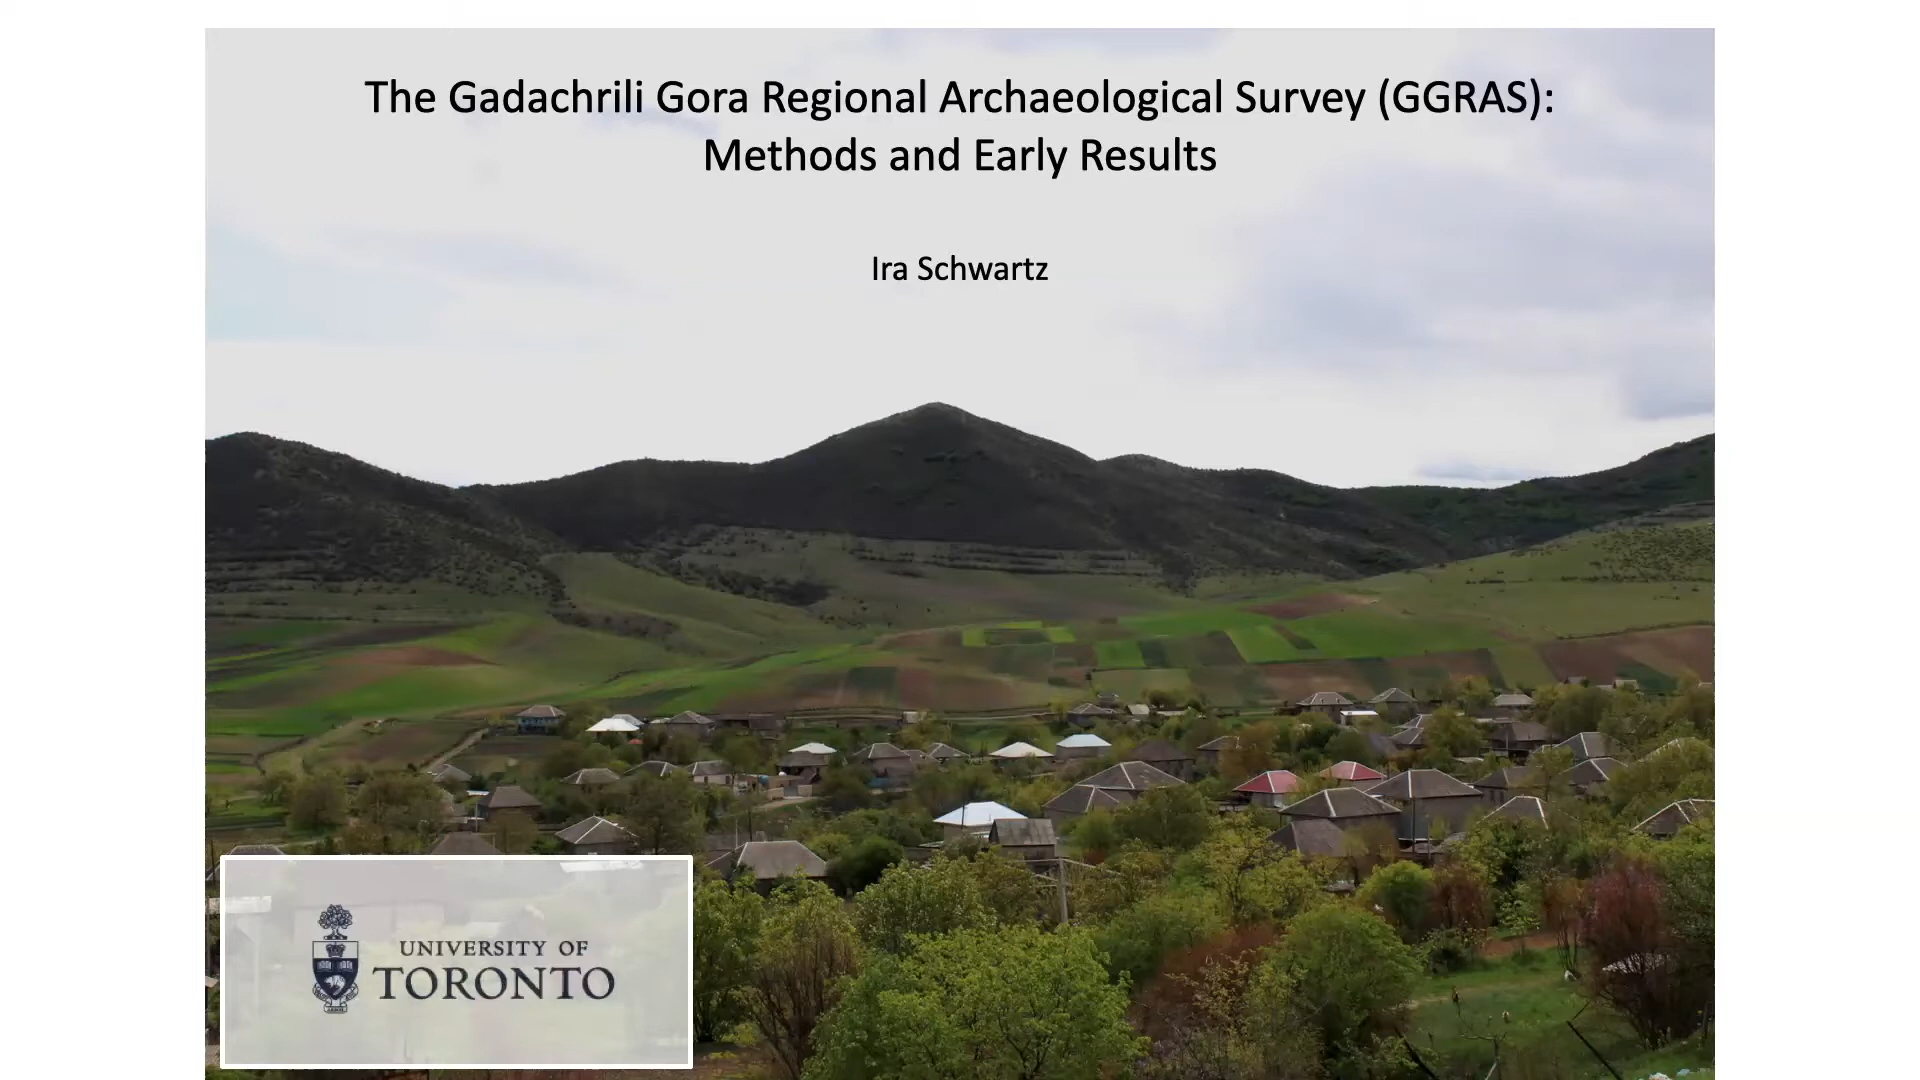 The Gadachrili Gora Regional Archaeological Survey (GGRAS):
Methods and Early Results
Ira Schwartz
UNIVERSITY OF
TORONTO